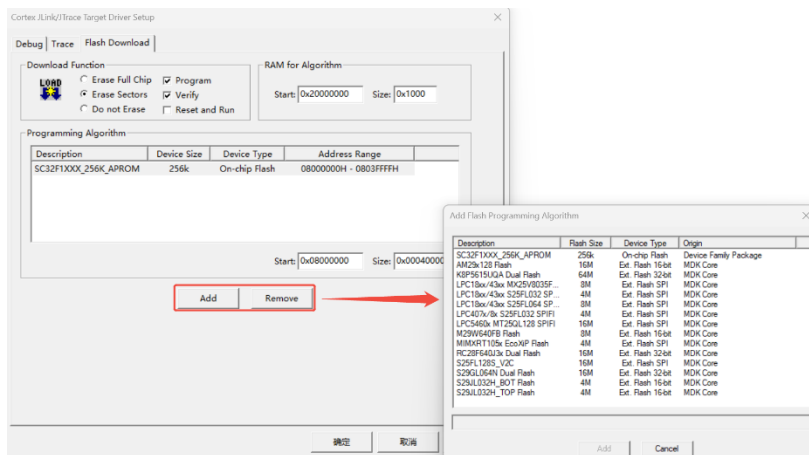 Cortex JLink/JTrace Target Driver Setup
Debug Trace Flash Download
Download Function
LOAD
Erase Full Chip Program
Erase Sectors Verify
Do not Erase Reset and Run
RAM for Algorithm
Start: 0x20000000 Size: 0x1000
Programming Algorithm
Description Device Size Device Type Address Range
SC32F1XXX_256K_APROM 256k On-chip Flash 08000000H - 0803FFFFH
Start: 0x08000000 Size: 0x00040000
Add Remove
确定 取消
Add Flash Programming Algorithm
Description Flash Size Device Type Origin
SC32F1XXX_256K_APROM 256k On-chip Flash Device Family Package
AM29x128 Flash 16M Ext. Flash 16-bit MDK Core
K8P5615UQA Dual Flash 64M Ext. Flash 32-bit MDK Core
LPC18xx/43xx MX25V8035F... 8M Ext. Flash SPI MDK Core
LPC18xx/43xx S25FL032 SP... 4M Ext. Flash SPI MDK Core
LPC18xx/43xx S25FL064 SP... 8M Ext. Flash SPI MDK Core
LPC407x/8x S25FL032 SPIFI 4M Ext. Flash SPI MDK Core
LPC5460x MT25QL128 SPIFI 16M Ext. Flash SPI MDK Core
M29W640FB Flash 8M Ext. Flash 16-bit MDK Core
MIMXRT105x EcoXiP Flash 4M Ext. Flash SPI MDK Core
RC28F640J3x Dual Flash 16M Ext. Flash 32-bit MDK Core
S25FL128S_V2C 16M Ext. Flash SPI MDK Core
S29GL064N Dual Flash 16M Ext. Flash 32-bit MDK Core
S29JL032H_BOT Flash 4M Ext. Flash 16-bit MDK Core
S29JL032H_TOP Flash 4M Ext. Flash 16-bit MDK Core
Add Cancel